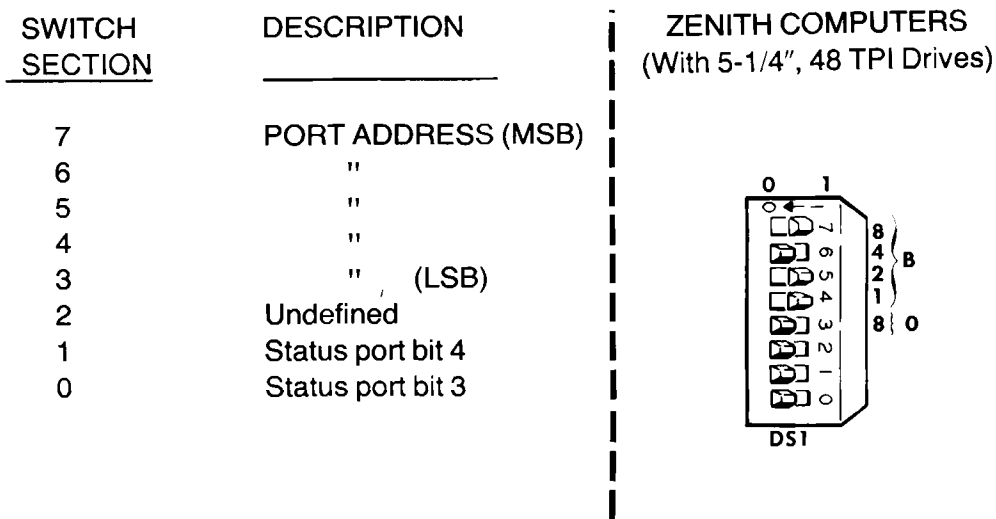 SWITCH SECTION
DESCRIPTION
7 PORT ADDRESS (MSB)
6 "
5 "
4 "
3 " (LSB)
2 Undefined
1 Status port bit 4
0 Status port bit 3
ZENITH COMPUTERS
(With 5-1/4", 48 TPI Drives)
0 1
7 8
6 4 B
5 2
4 1
3 8 0
2
1
0
DS1